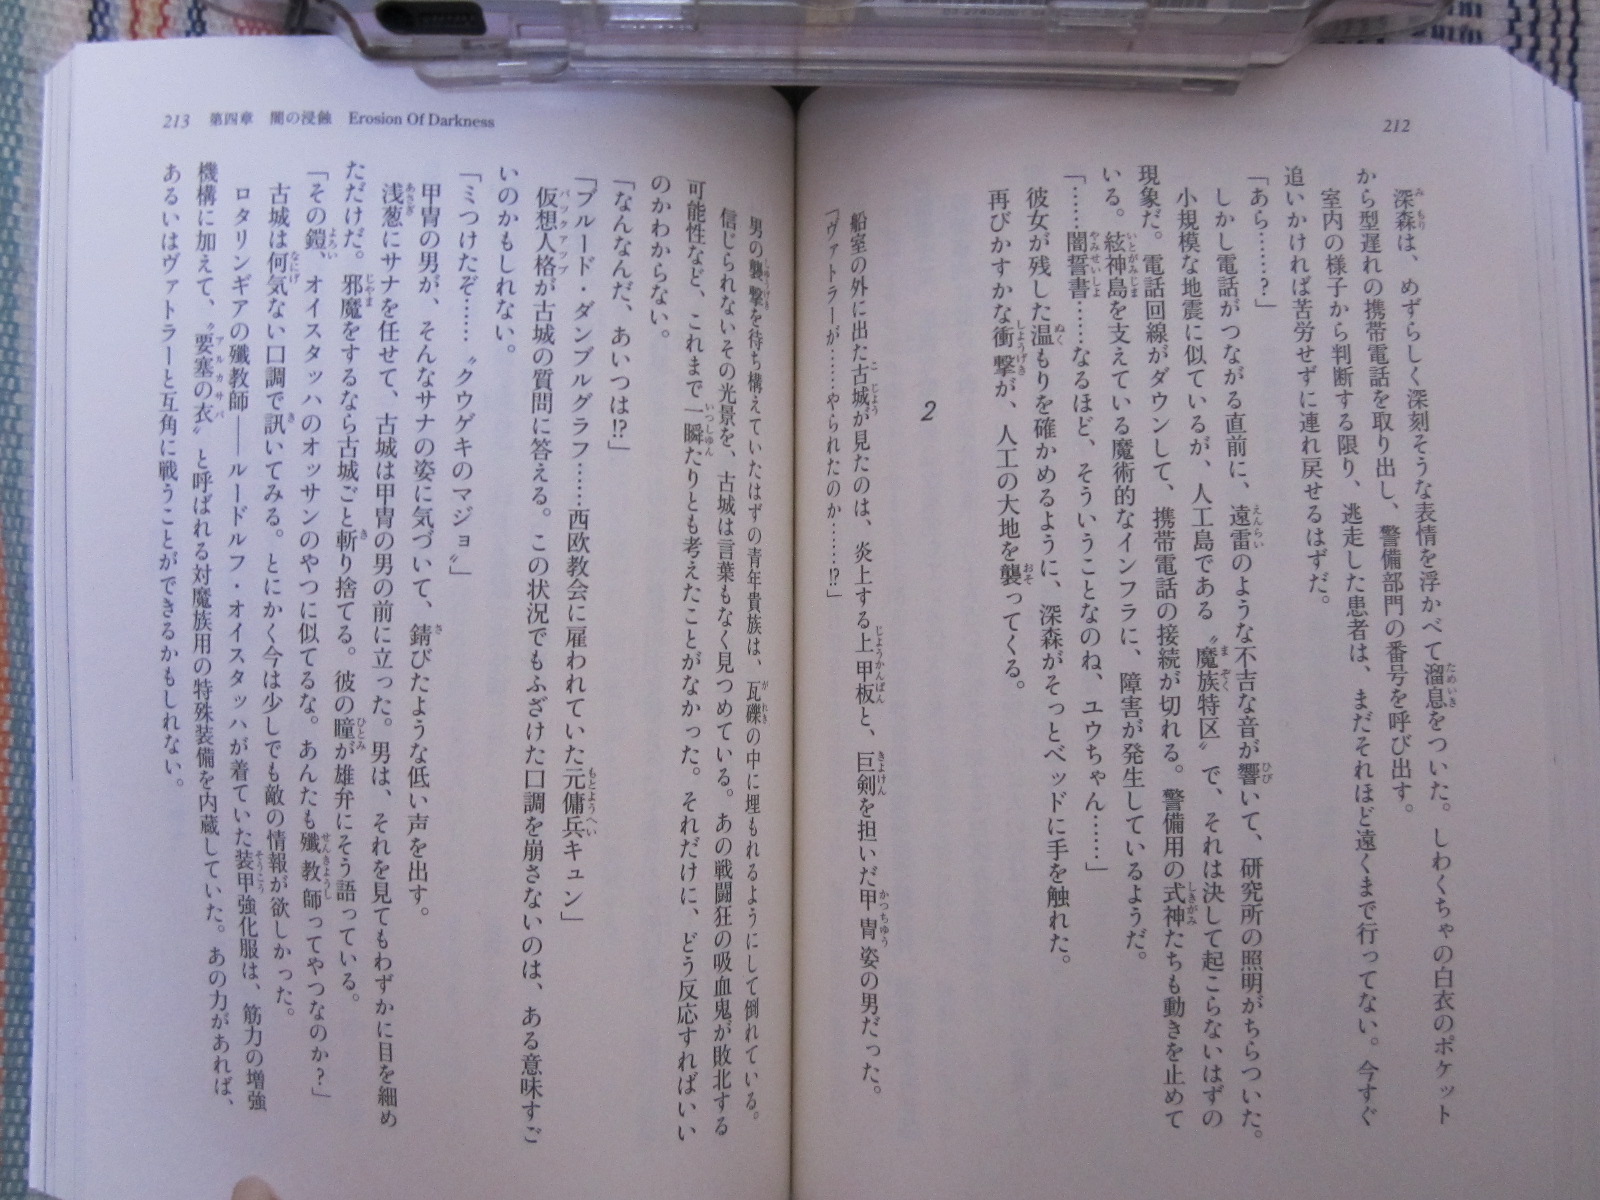 212
深森は、めずらしく深刻そうな表情を浮かべて溜息をついた。しわくちゃの白衣のポケット
から型遅れの携帯電話を取り出し、警備部門の番号を呼び出す。
室内の様子から判断する限り、逃走した患者は、まだそれほど遠くまで行ってない。今すぐ
追いかければ苦労せずに連れ戻せるはずだ。
「あら……?」
しかし電話がつながる直前に、遠雷のような不吉な音が響いて、研究所の照明がちらついた。
小規模な地震に似ているが、人工島である〝魔族特区〟で、それは決して起こらないはずの
現象だ。電話回線がダウンして、携帯電話の接続が切れる。警備用の式神たちも動きを止めて
いる。絃神島を支えている魔術的なインフラに、障害が発生しているようだ。
「……闇誓書……なるほど、そういうことなのね、ユウちゃん……」
彼女が残した温もりを確かめるように、深森がそっとベッドに手を触れた。
再びかすかな衝撃が、人工の大地を襲ってくる。
2
船室の外に出た古城が見たのは、炎上する上甲板と、巨剣を担いだ甲冑姿の男だった。
「ヴァトラーが……やられたのか……!?」
213 第四章 闇の浸蝕 Erosion Of Darkness
男の襲撃を待ち構えていたはずの青年貴族は、瓦礫の中に埋もれるようにして倒れている。
信じられないその光景を、古城は言葉もなく見つめている。あの戦闘狂の吸血鬼が敗北する
可能性など、これまで一瞬たりとも考えたことがなかった。それだけに、どう反応すればいい
のかわからない。
「なんなんだ、あいつは!?」
「ブルード・ダンブルグラフ……西欧教会に雇われていた元傭兵キュン」
仮想人格が古城の質問に答える。この状況でもふざけた口調を崩さないのは、ある意味すご
いのかもしれない。
「ミつけたぞ……〝クウゲキのマジョ〟」
甲冑の男が、そんなサナの姿に気づいて、錆びたような低い声を出す。
浅葱にサナを任せて、古城は甲冑の男の前に立った。男は、それを見てもわずかに目を細め
ただけだ。邪魔をするなら古城ごと斬り捨てる。彼の瞳が雄弁にそう語っている。
「その鎧、オイスタッハのオッサンのやつに似てるな。あんたも殲教師ってやつなのか?」
古城は何気ない口調で訊いてみる。とにかく今は少しでも敵の情報が欲しかった。
ロタリンギアの殲教師――ルードルフ・オイスタッハが着ていた装甲強化服は、筋力の増強
機構に加えて、〝要塞の衣〟と呼ばれる対魔族用の特殊装備を内蔵していた。あの力があれば、
あるいはヴァトラーと互角に戦うことができるかもしれない。